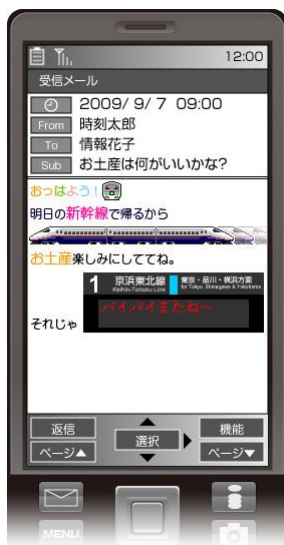 12:00
受信メール
2009/ 9/ 7 09:00
From 時刻太郎
To 情報花子
Sub お土産は何がいいかな?
おっはよう!
明日の新幹線で帰るから
お土産楽しみにしててね。
1 京浜東北線 東京・品川・横浜方面
Keihin-Tohoku Line for Tokyo, Shinagawa & Yokohama
バイバイまたね〜
それじゃ
返信 選択 機能
ページ▲ ページ▼
MENU